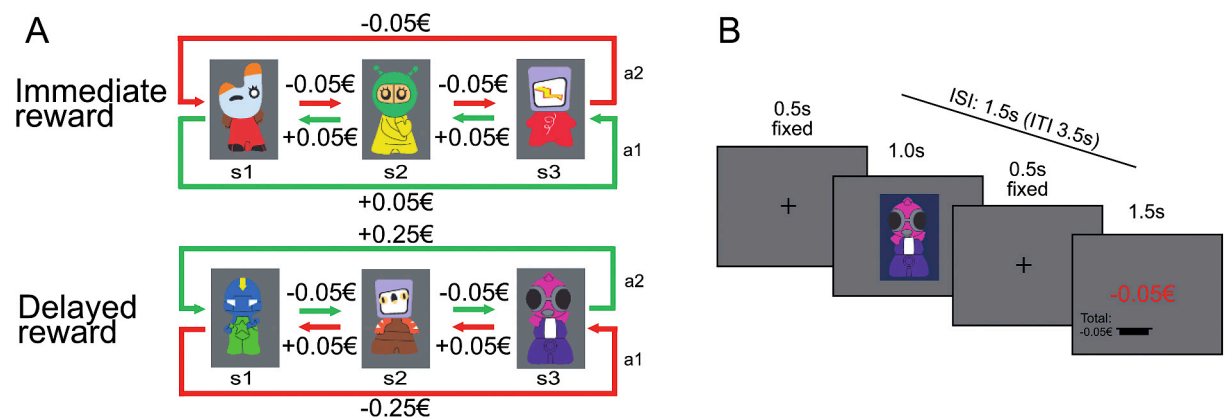 A
Immediate
reward
-0.05€
-0.05€
-0.05€
+0.05€
+0.05€
a2
a1
s1
s2
s3
+0.05€
Delayed
reward
+0.25€
-0.05€
-0.05€
+0.05€
+0.05€
a2
a1
s1
s2
s3
-0.25€
B
ISI: 1.5s (ITI 3.5s)
0.5s
fixed
1.0s
0.5s
fixed
1.5s
-0.05€
Total:
-0.05€